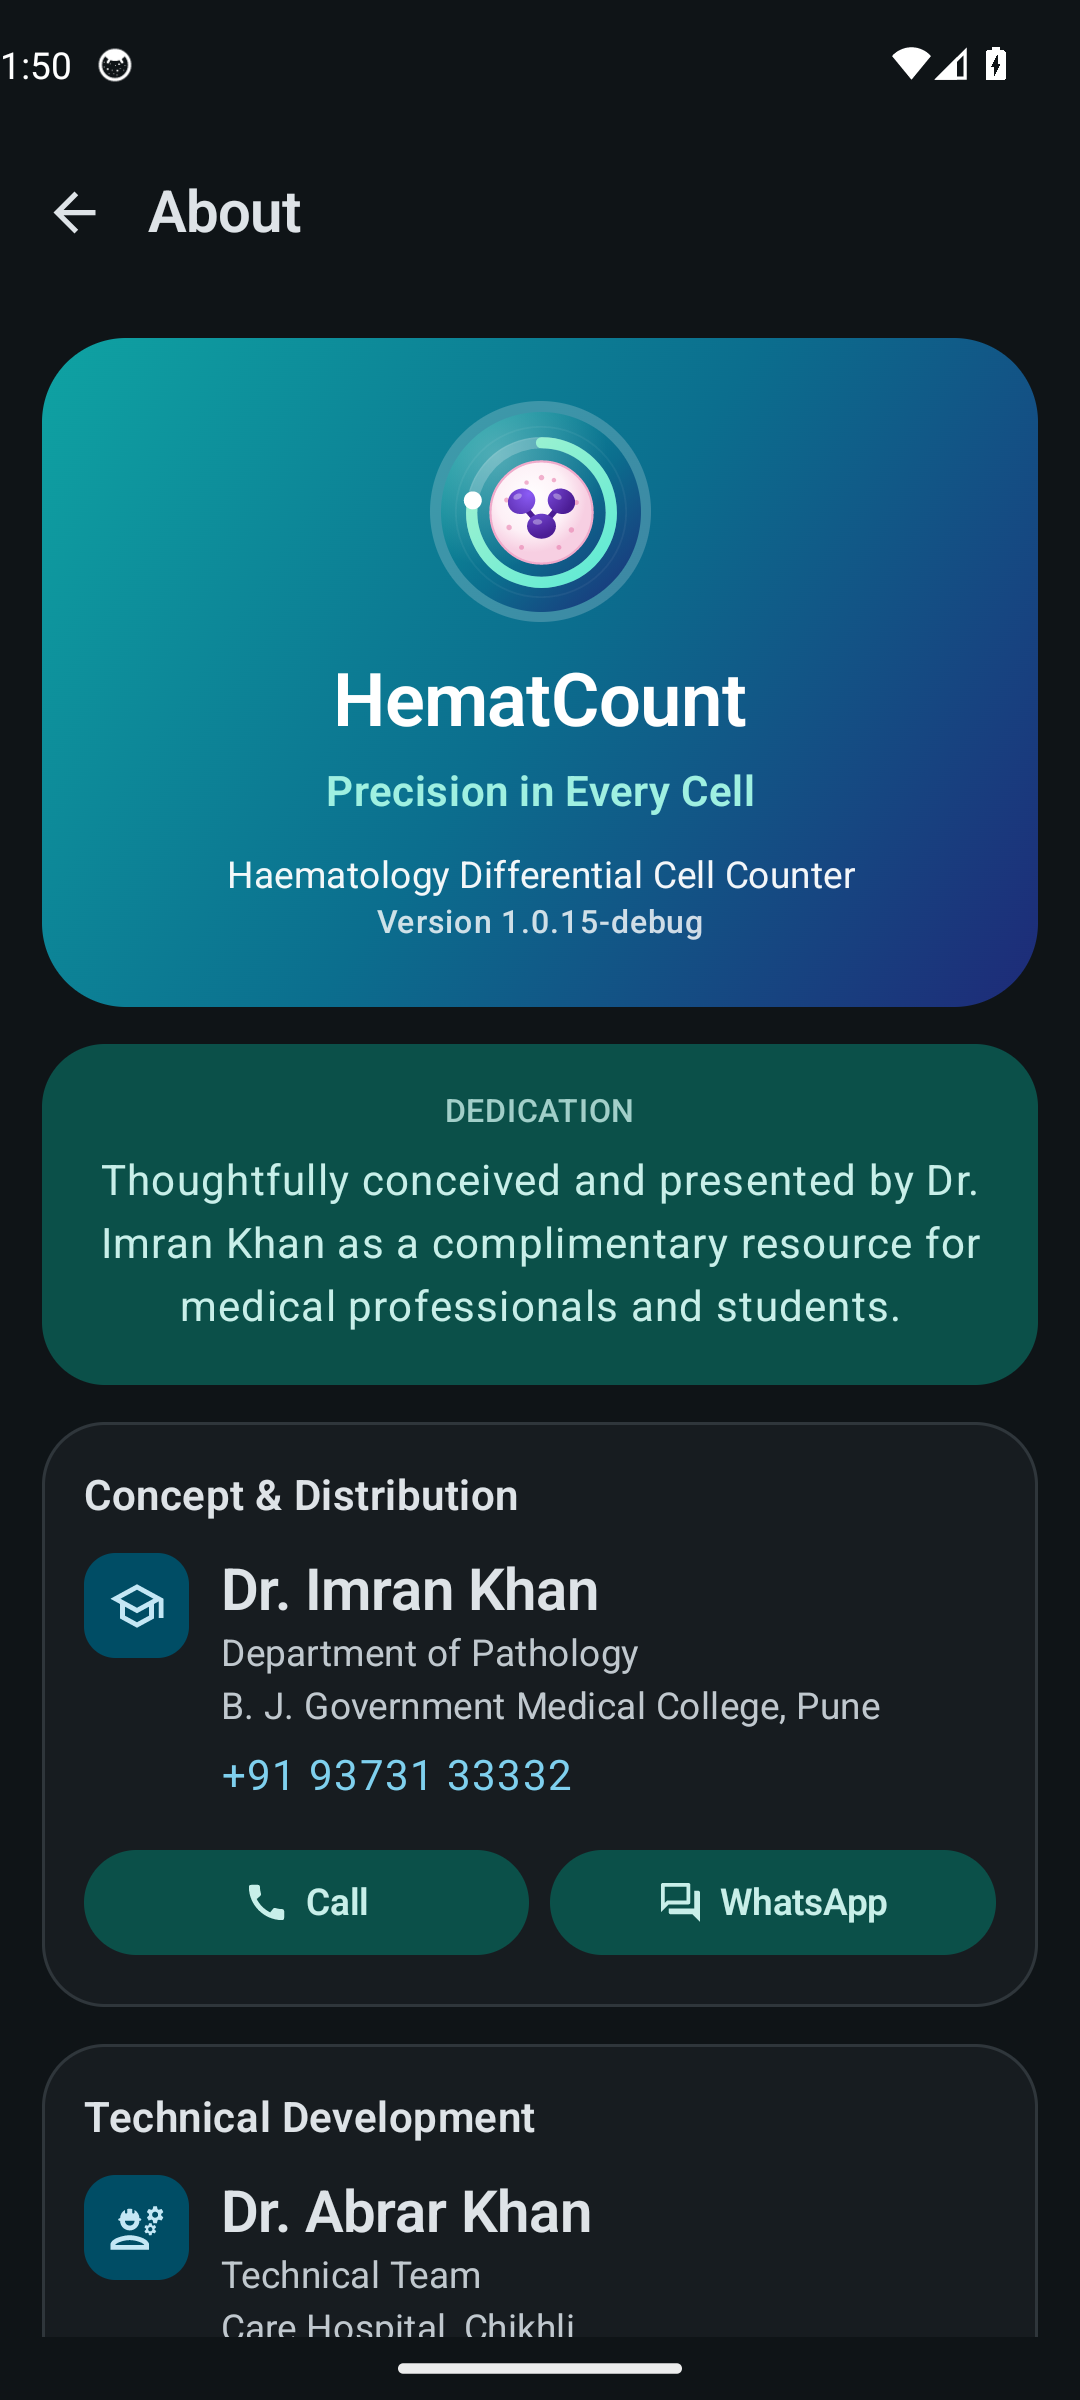 1:50
About
HematCount
Precision in Every Cell
Haematology Differential Cell Counter
Version 1.0.15-debug
DEDICATION
Thoughtfully conceived and presented by Dr.
Imran Khan as a complimentary resource for
medical professionals and students.
Concept & Distribution
Dr. Imran Khan
Department of Pathology
B. J. Government Medical College, Pune
+91 93731 33332
Call
WhatsApp
Technical Development
Dr. Abrar Khan
Technical Team
Care Hospital, Chikhli